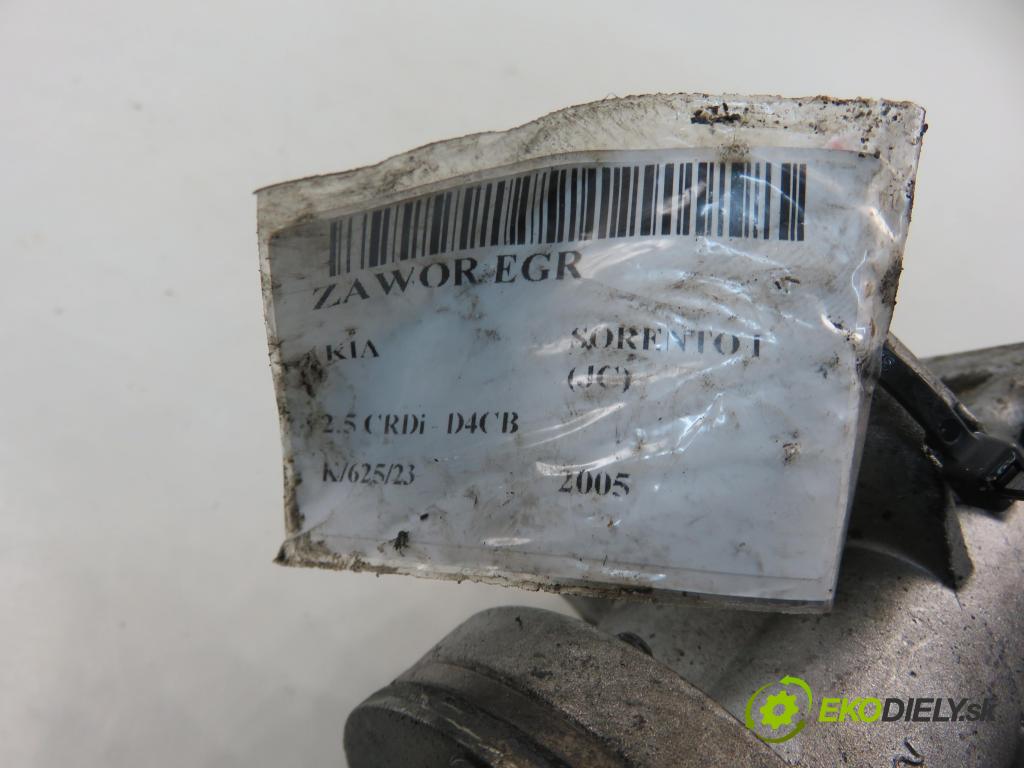 ZAWOR EGR
KIA SORENTO I
(JC)
2.5 CRDi - D4CB
K/625/23 2005
EKODIELY.sk